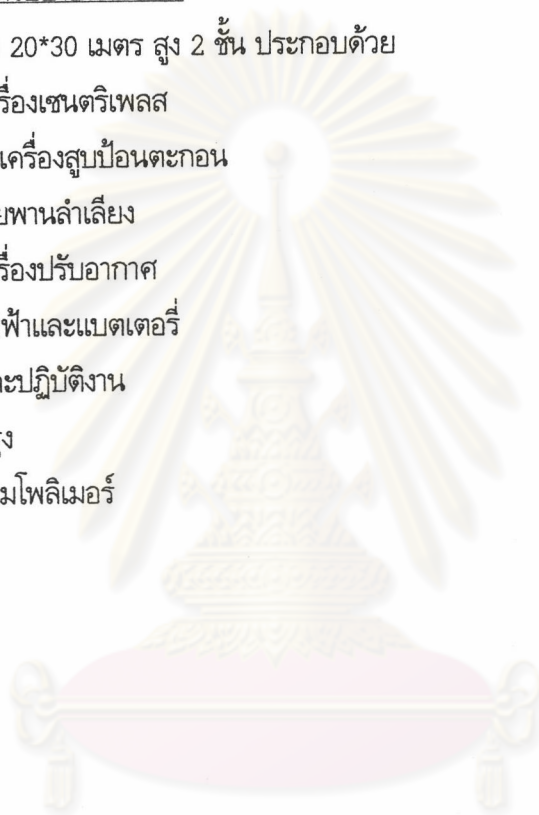 20*30 เมตร สูง 2 ชั้น ประกอบด้วย
รื่องเซนตริเพลส
เครื่องสูบป้อนตะกอน
ยพานลำเลียง
รื่องปรับอากาศ
ฟ้าและแบตเตอรี่
ะปฏิบัติงาน
รุง
มโพลิเมอร์